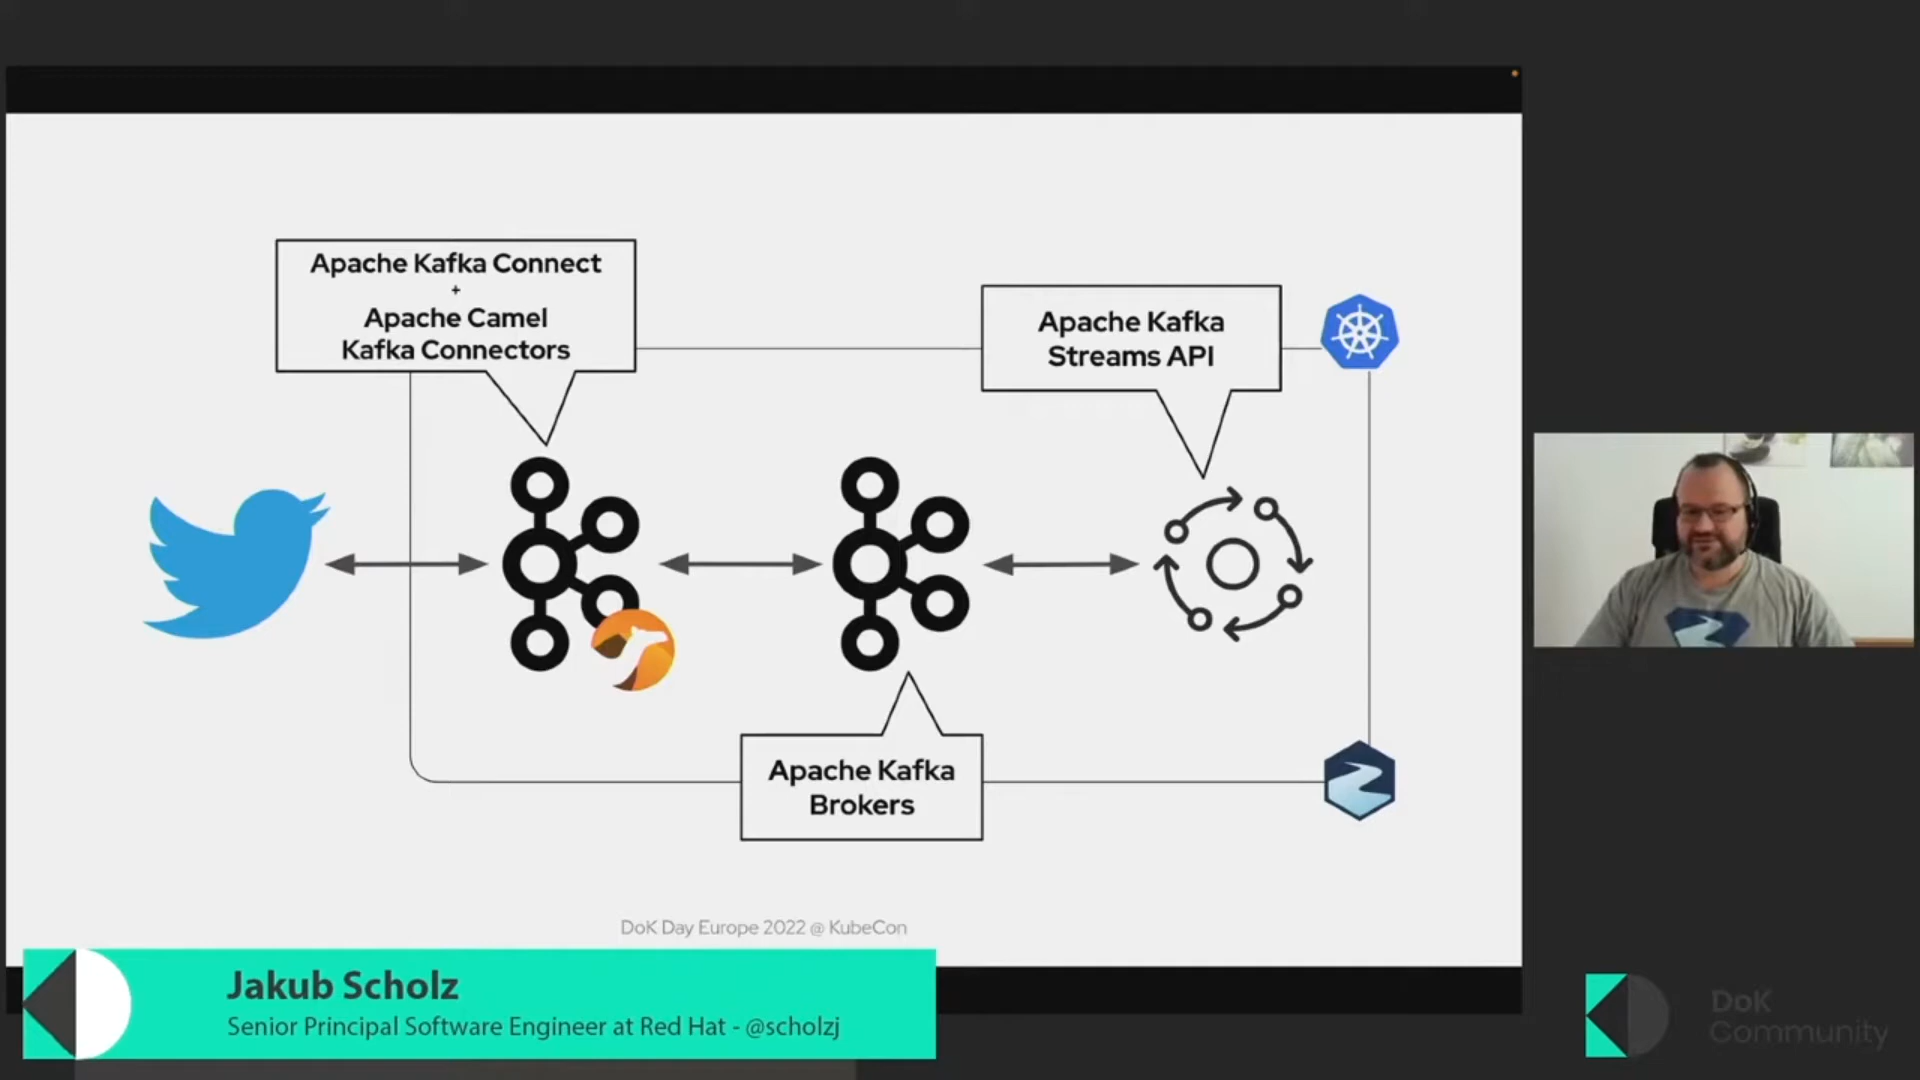 Apache Kafka Connect
+
Apache Camel
Kafka Connectors
Apache Kafka
Streams API
Apache Kafka
Brokers
DoK Day Europe 2022 @ KubeCon
Jakub Scholz
Senior Principal Software Engineer at Red Hat - @scholzj
DoK
Community